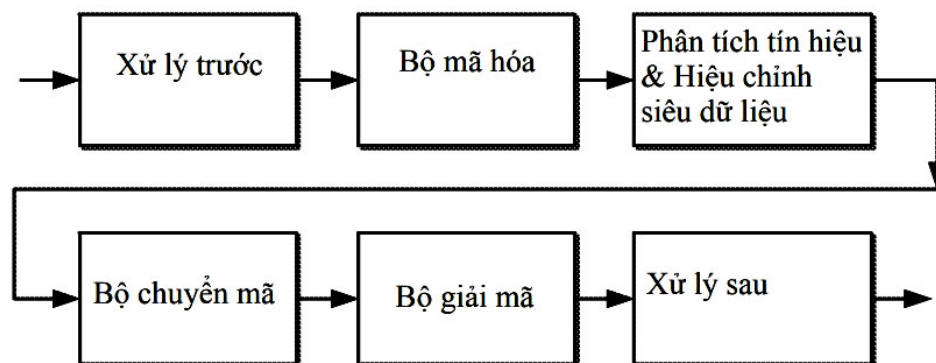 Xử lý trước
Bộ mã hóa
Phân tích tín hiệu
& Hiệu chỉnh
siêu dữ liệu
Bộ chuyển mã
Bộ giải mã
Xử lý sau